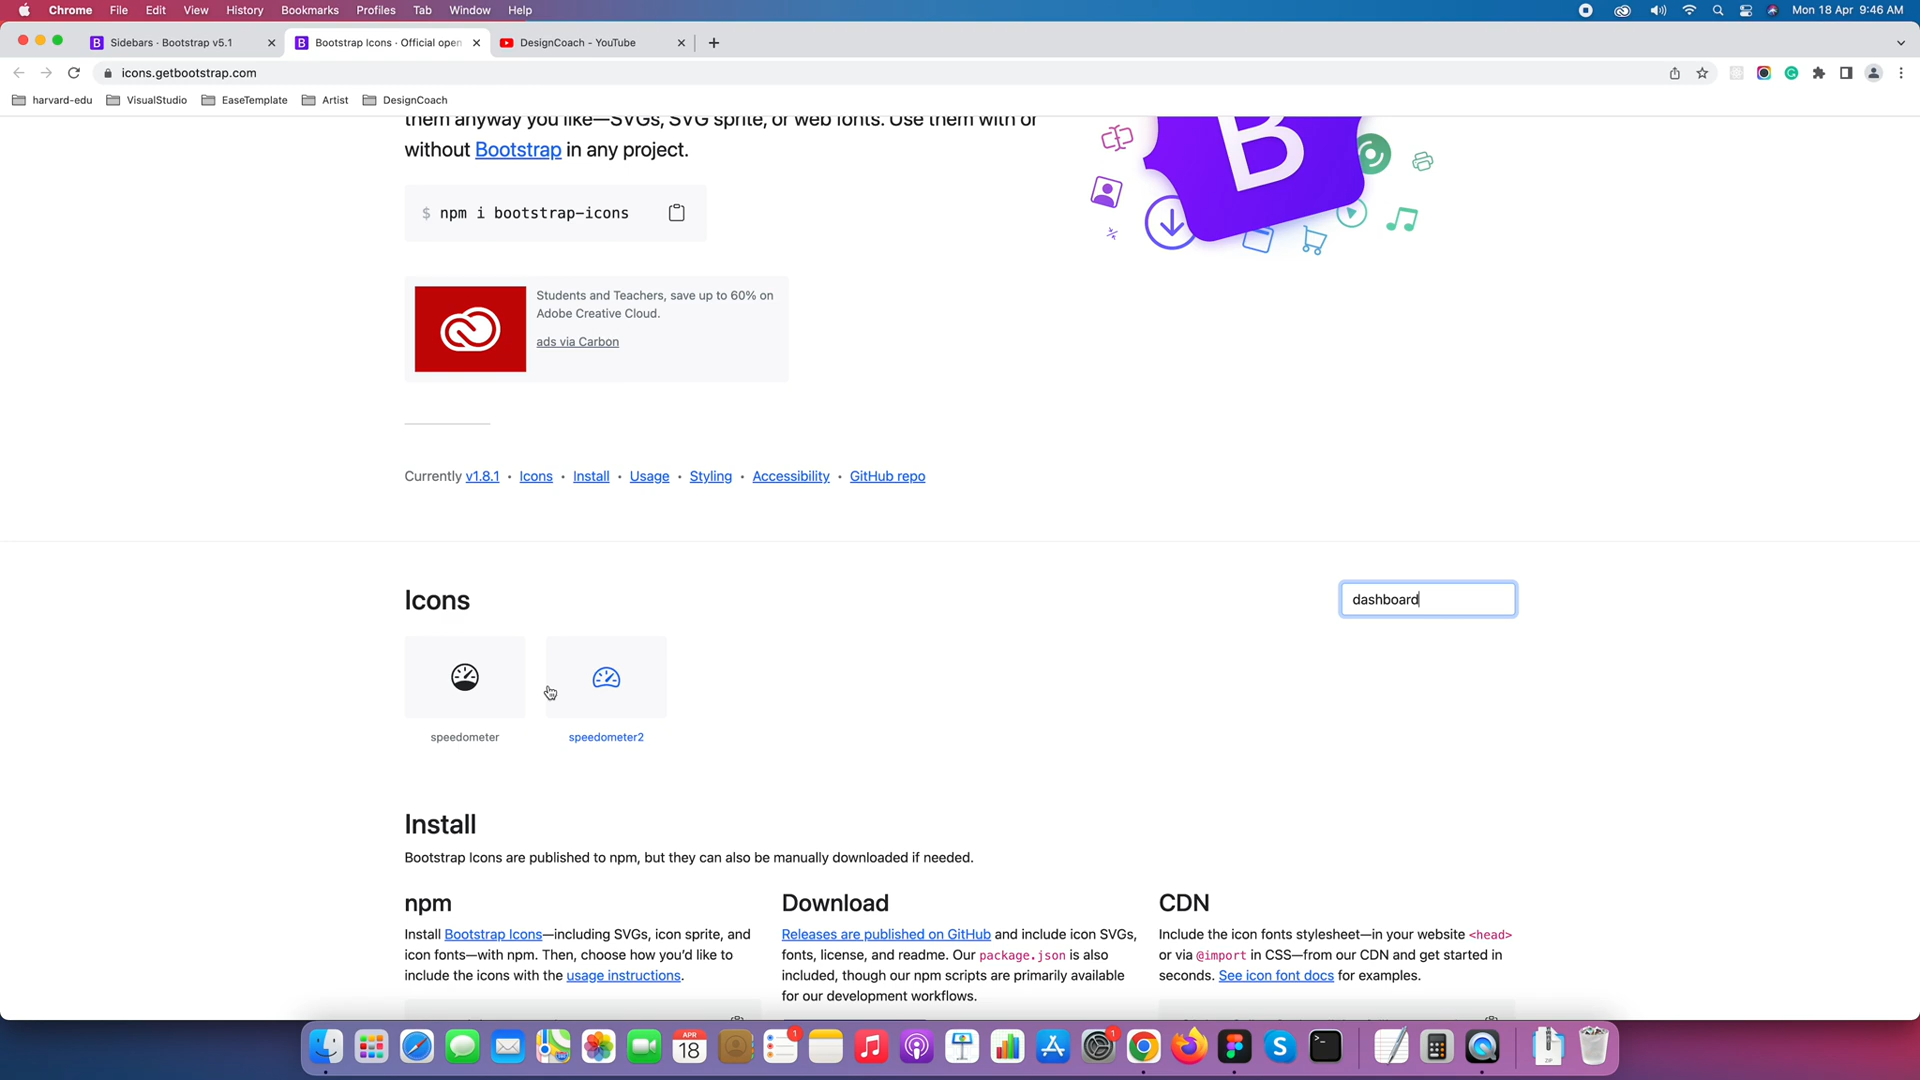 Chrome File Edit View History Bookmarks Profiles Tab Window Help Mon 18 Apr 9:46 AM
Sidebars · Bootstrap v5.1 Bootstrap Icons · Official open DesignCoach - YouTube
icons.getbootstrap.com
harvard-edu VisualStudio EaseTemplate Artist DesignCoach
them anyway you like—SVGs, SVG sprite, or web fonts. Use them with or
without Bootstrap in any project.
B
$ npm i bootstrap-icons
Students and Teachers, save up to 60% on
Adobe Creative Cloud.
ads via Carbon
Currently v1.8.1 · Icons · Install · Usage · Styling · Accessibility · GitHub repo
Icons
dashboard
speedometer speedometer2
Install
Bootstrap Icons are published to npm, but they can also be manually downloaded if needed.
npm
Install Bootstrap Icons—including SVGs, icon sprite, and
icon fonts—with npm. Then, choose how you'd like to
include the icons with the usage instructions.
Download
Releases are published on GitHub and include icon SVGs,
fonts, license, and readme. Our package.json is also
included, though our npm scripts are primarily available
for our development workflows.
CDN
Include the icon fonts stylesheet—in your website <head>
or via @import in CSS—from our CDN and get started in
seconds. See icon font docs for examples.
APR
18
1
1
S
ZIP